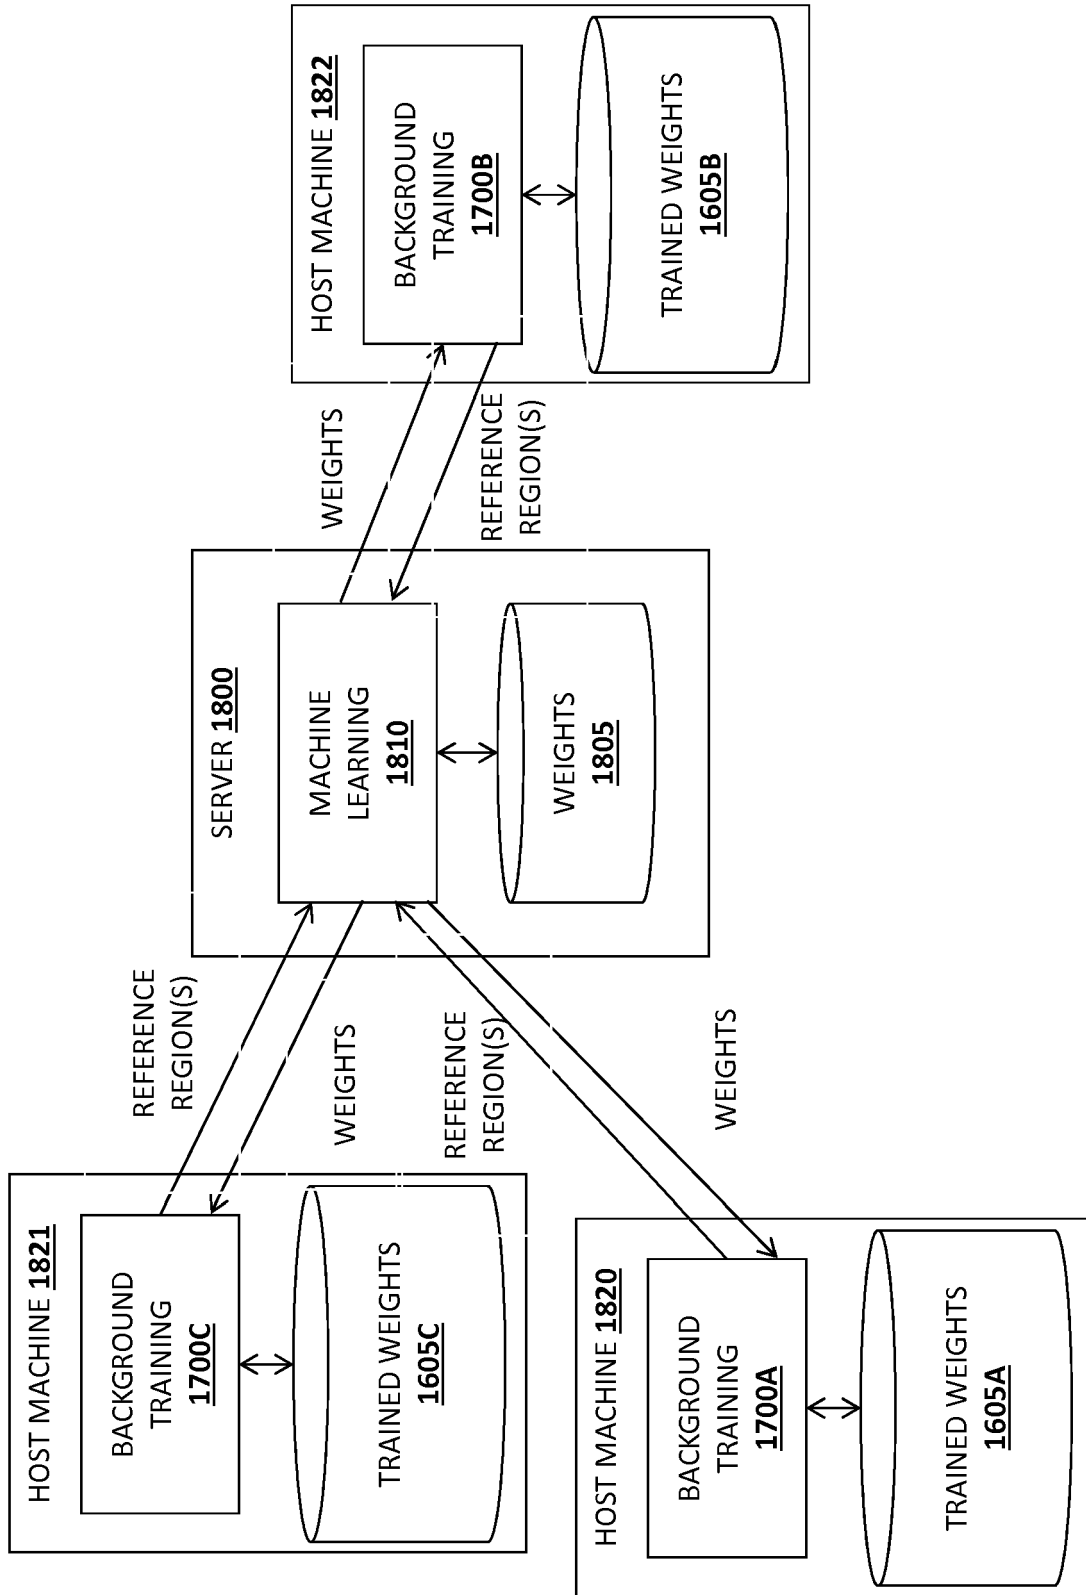 HOST MACHINE 1821
BACKGROUND
TRAINING
1700C
TRAINED WEIGHTS
1605C
REFERENCE
REGION(S)
WEIGHTS
HOST MACHINE 1820
BACKGROUND
TRAINING
1700A
TRAINED WEIGHTS
1605A
REFERENCE
REGION(S)
WEIGHTS
SERVER 1800
MACHINE
LEARNING
1810
WEIGHTS
1805
WEIGHTS
REFERENCE
REGION(S)
HOST MACHINE 1822
BACKGROUND
TRAINING
1700B
TRAINED WEIGHTS
1605B